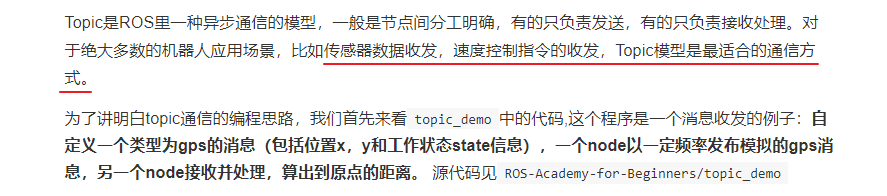 Topic是ROS里一种异步通信的模型，一般是节点间分工明确，有的只负责发送，有的只负责接收处理。对
于绝大多数的机器人应用场景，比如传感器数据收发，速度控制指令的收发，Topic模型是最适合的通信方
式。
为了讲明白topic通信的编程思路，我们首先来看 topic_demo 中的代码,这个程序是一个消息收发的例子：自
定义一个类型为gps的消息（包括位置x，y和工作状态state信息），一个node以一定频率发布模拟的gps消
息，另一个node接收并处理，算出到原点的距离。 源代码见 ROS-Academy-for-Beginners/topic_demo